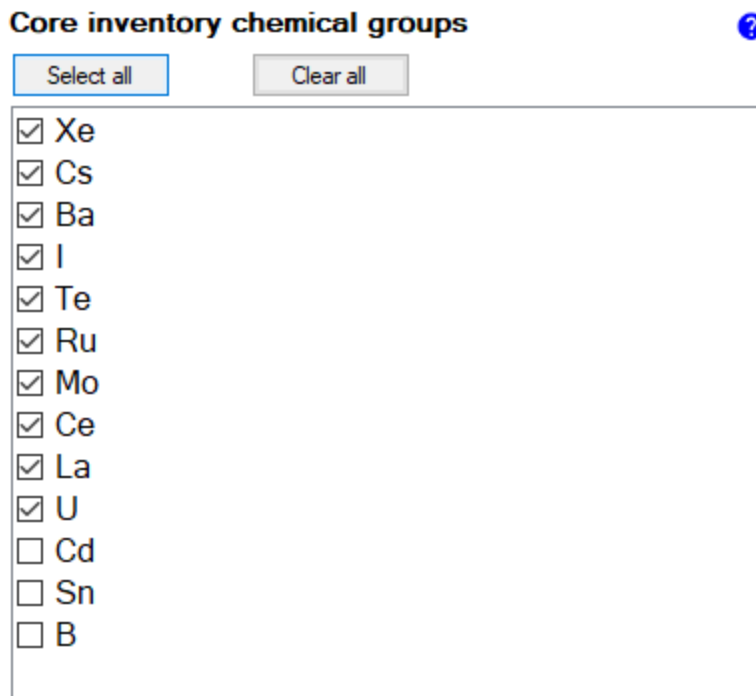 Core inventory chemical groups ?
Select all Clear all
Xe
Cs
Ba
I
Te
Ru
Mo
Ce
La
U
Cd
Sn
B